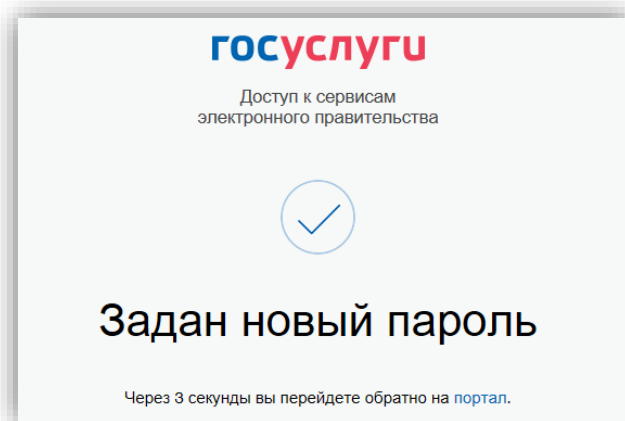 госуслуги
Доступ к сервисам
электронного правительства
Задан новый пароль
Через 3 секунды вы перейдете обратно на портал.